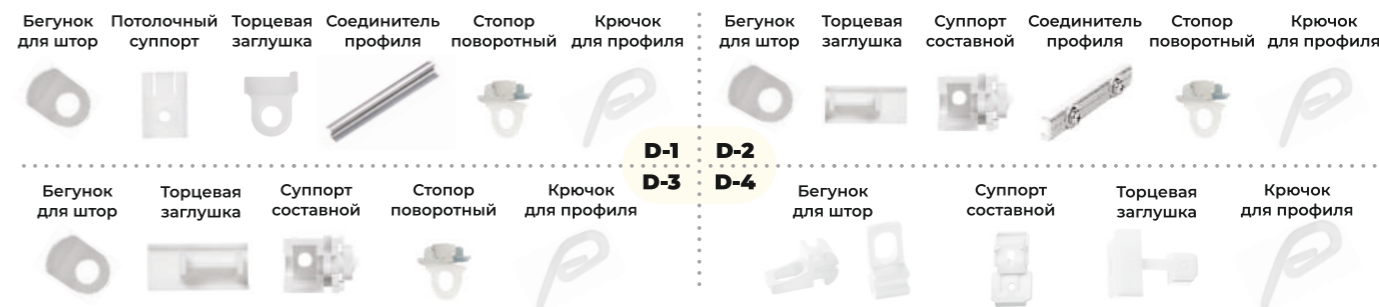 Бегунок
для штор
Потолочный
суппорт
Торцевая
заглушка
Соединитель
профиля
Стопор
поворотный
Крючок
для профиля
D-1
Бегунок
для штор
Торцевая
заглушка
Суппорт
составной
Соединитель
профиля
Стопор
поворотный
Крючок
для профиля
D-2
Бегунок
для штор
Торцевая
заглушка
Суппорт
составной
Стопор
поворотный
Крючок
для профиля
D-3
Бегунок
для штор
Суппорт
составной
Торцевая
заглушка
Крючок
для профиля
D-4